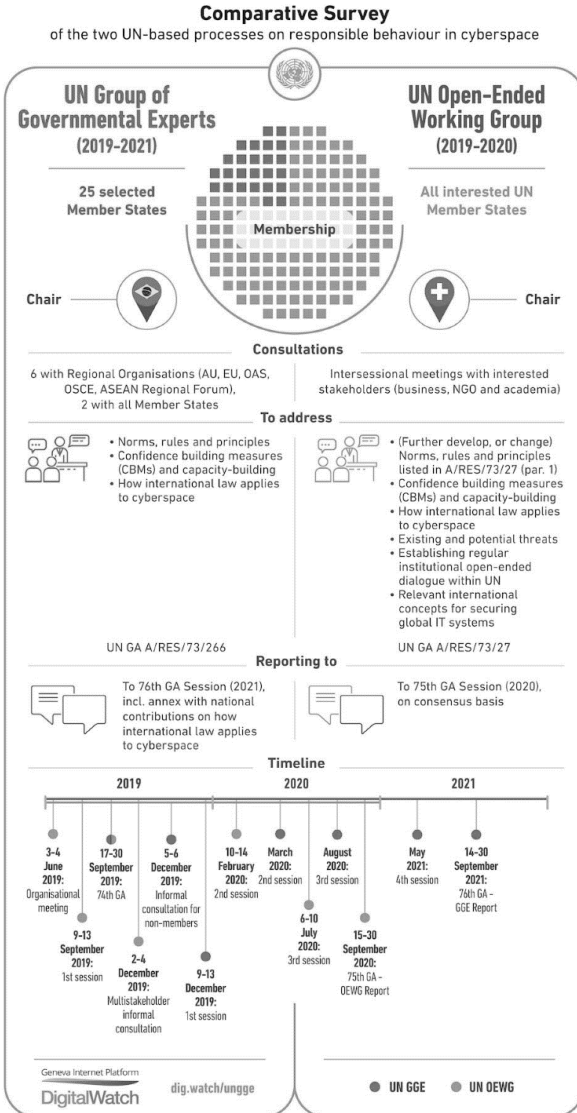 Comparative Survey
of the two UN-based processes on responsible behaviour in cyberspace
UN Group of
Governmental Experts
(2019-2021)
25 selected
Member States
UN Open-Ended
Working Group
(2019-2020)
All interested UN
Member States
Membership
Chair
Chair
Consultations
6 with Regional Organisations (AU, EU, OAS,
OSCE, ASEAN Regional Forum),
2 with all Member States
Intersessional meetings with interested
stakeholders (business, NGO and academia)
To address
• Norms, rules and principles
• Confidence building measures
(CBMs) and capacity-building
• How international law applies
to cyberspace
• (Further develop, or change)
Norms, rules and principles
listed in A/RES/73/27 (par. 1)
• Confidence building measures
(CBMs) and capacity-building
• How international law applies
to cyberspace
• Existing and potential threats
• Establishing regular
institutional open-ended
dialogue within UN
• Relevant international
concepts for securing
global IT systems
UN GA A/RES/73/266
UN GA A/RES/73/27
Reporting to
To 76th GA Session (2021),
incl. annex with national
contributions on how
international law applies
to cyberspace
To 75th GA Session (2020),
on consensus basis
Timeline
2019
2020
2021
3-4
June
2019:
Organisational
meeting
9-13
September
2019:
1st session
17-30
September
2019:
74th GA
2-4
December
2019:
Multistakeholder
informal
consultation
5-6
December
2019:
Informal
consultation for
non-members
9-13
December
2019:
1st session
10-14
February
2020:
2nd session
March
2020:
2nd session
6-10
July
2020:
3rd session
August
2020:
3rd session
15-30
September
2020:
75th GA -
OEWG Report
May
2021:
4th session
14-30
September
2021:
76th GA -
GGE Report
Geneva Internet Platform
DigitalWatch
dig.watch/ungge
UN GGE
UN OEWG